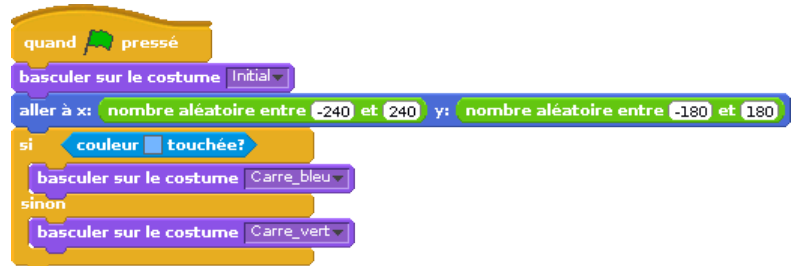 quand pressé
basculer sur le costume Initial
aller à x: nombre aléatoire entre -240 et 240 y: nombre aléatoire entre -180 et 180
si couleur touchée?
basculer sur le costume Carre_bleu
sinon
basculer sur le costume Carre_vert